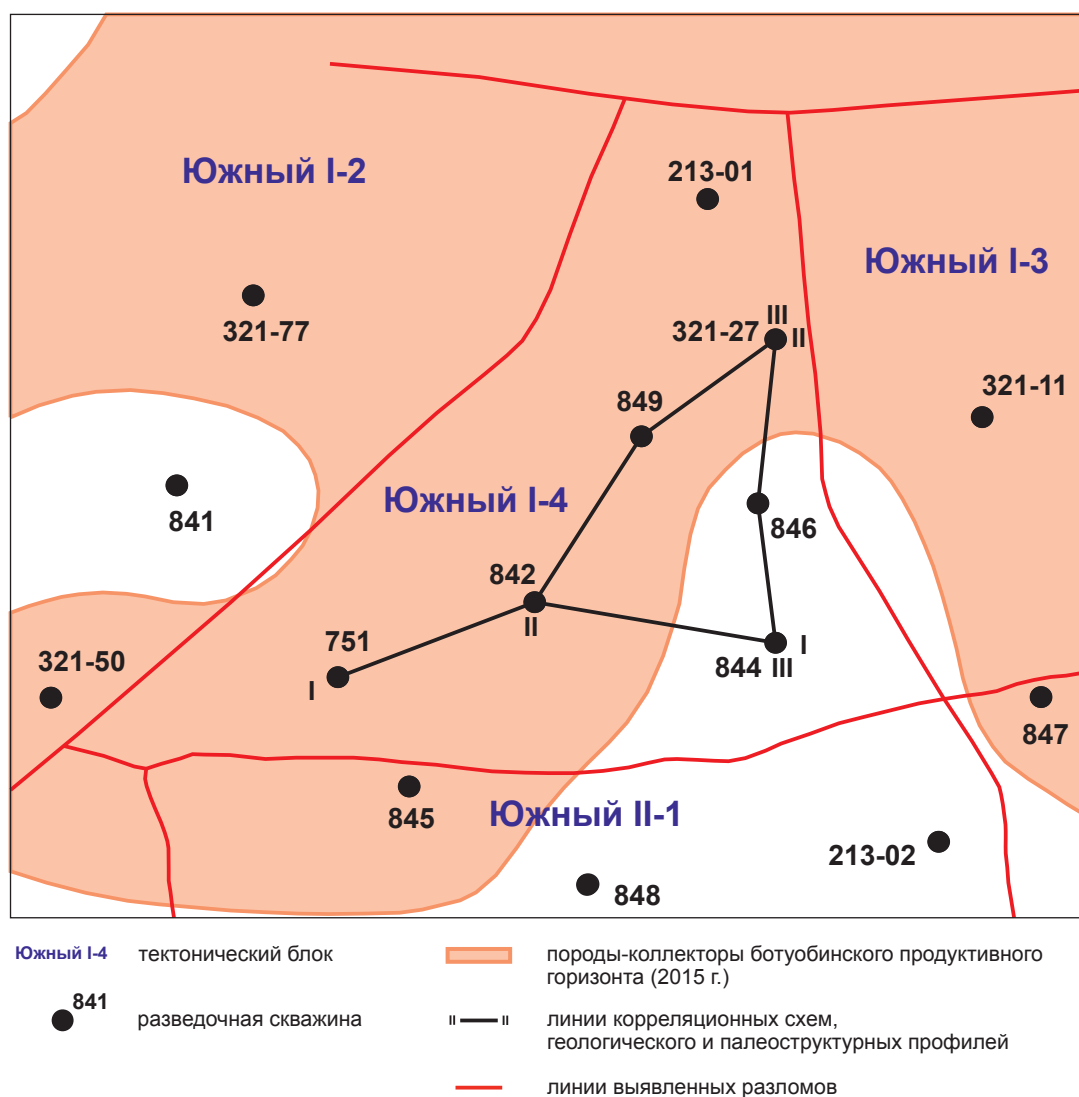 Южный I-2
213-01
Южный I-3
321-77
III
321-27 II
849
321-11
841
Южный I-4
846
842
II
751
I
321-50
844 III I
847
845
Южный II-1
213-02
848
Южный I-4 тектонический блок
породы-коллекторы ботуобинского продуктивного
горизонта (2015 г.)
841
разведочная скважина
II II линии корреляционных схем,
геологического и палеоструктурных профилей
линии выявленных разломов